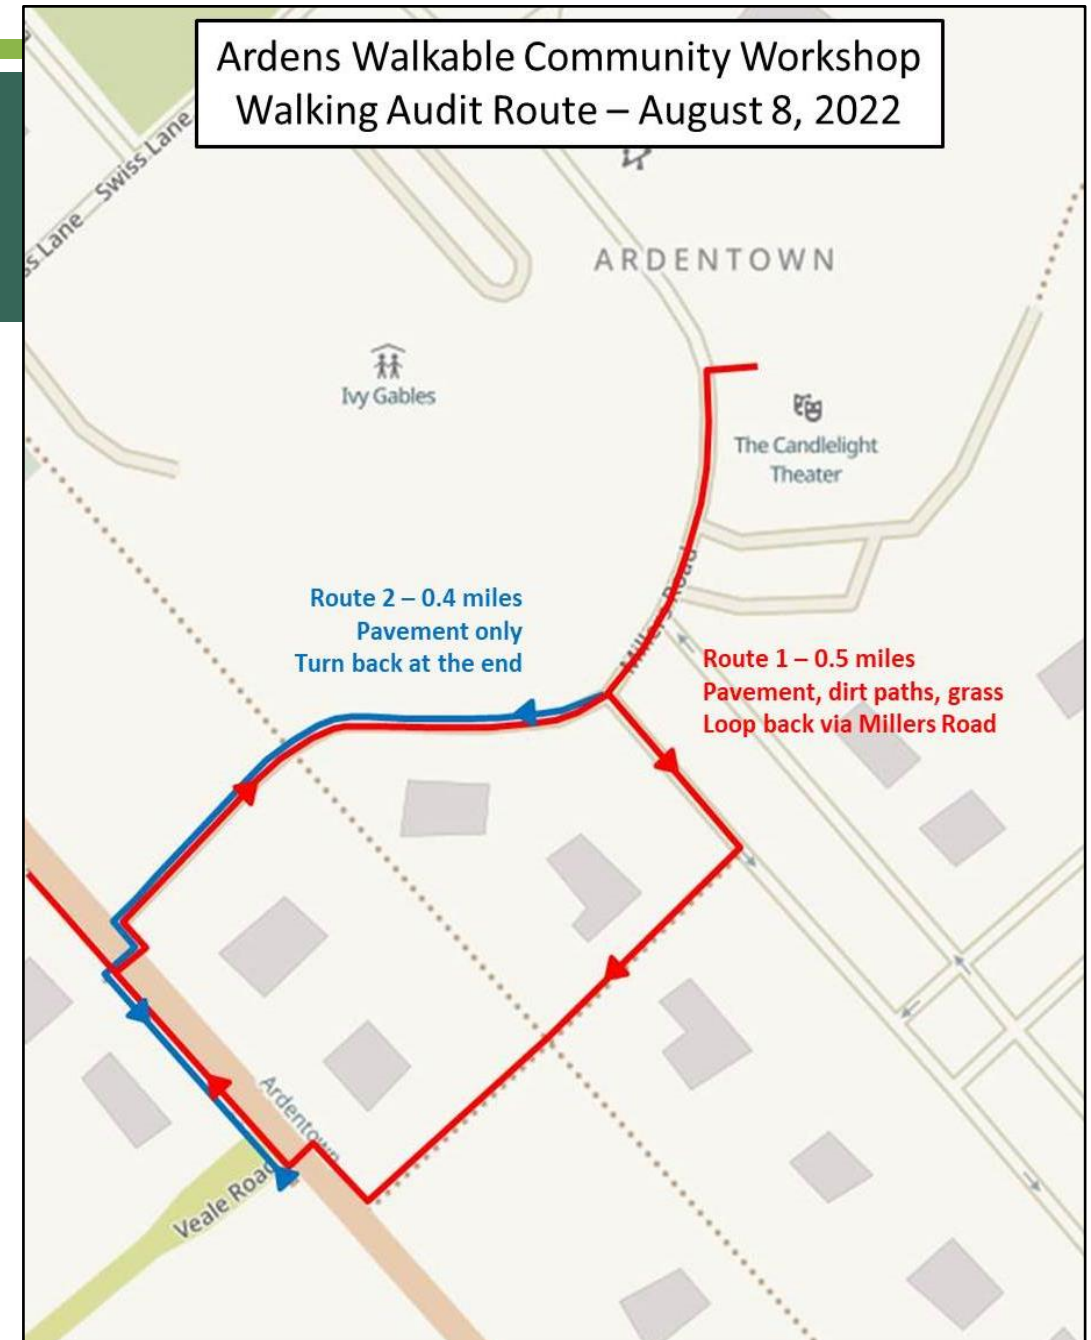 Ardens Walkable Community Workshop
Walking Audit Route – August 8, 2022
Swiss Lane
ss Lane
ARDENTOWN
Ivy Gables
The Candlelight
Theater
Millers Road
Route 2 – 0.4 miles
Pavement only
Turn back at the end
Route 1 – 0.5 miles
Pavement, dirt paths, grass
Loop back via Millers Road
Ardentown
Veale Road